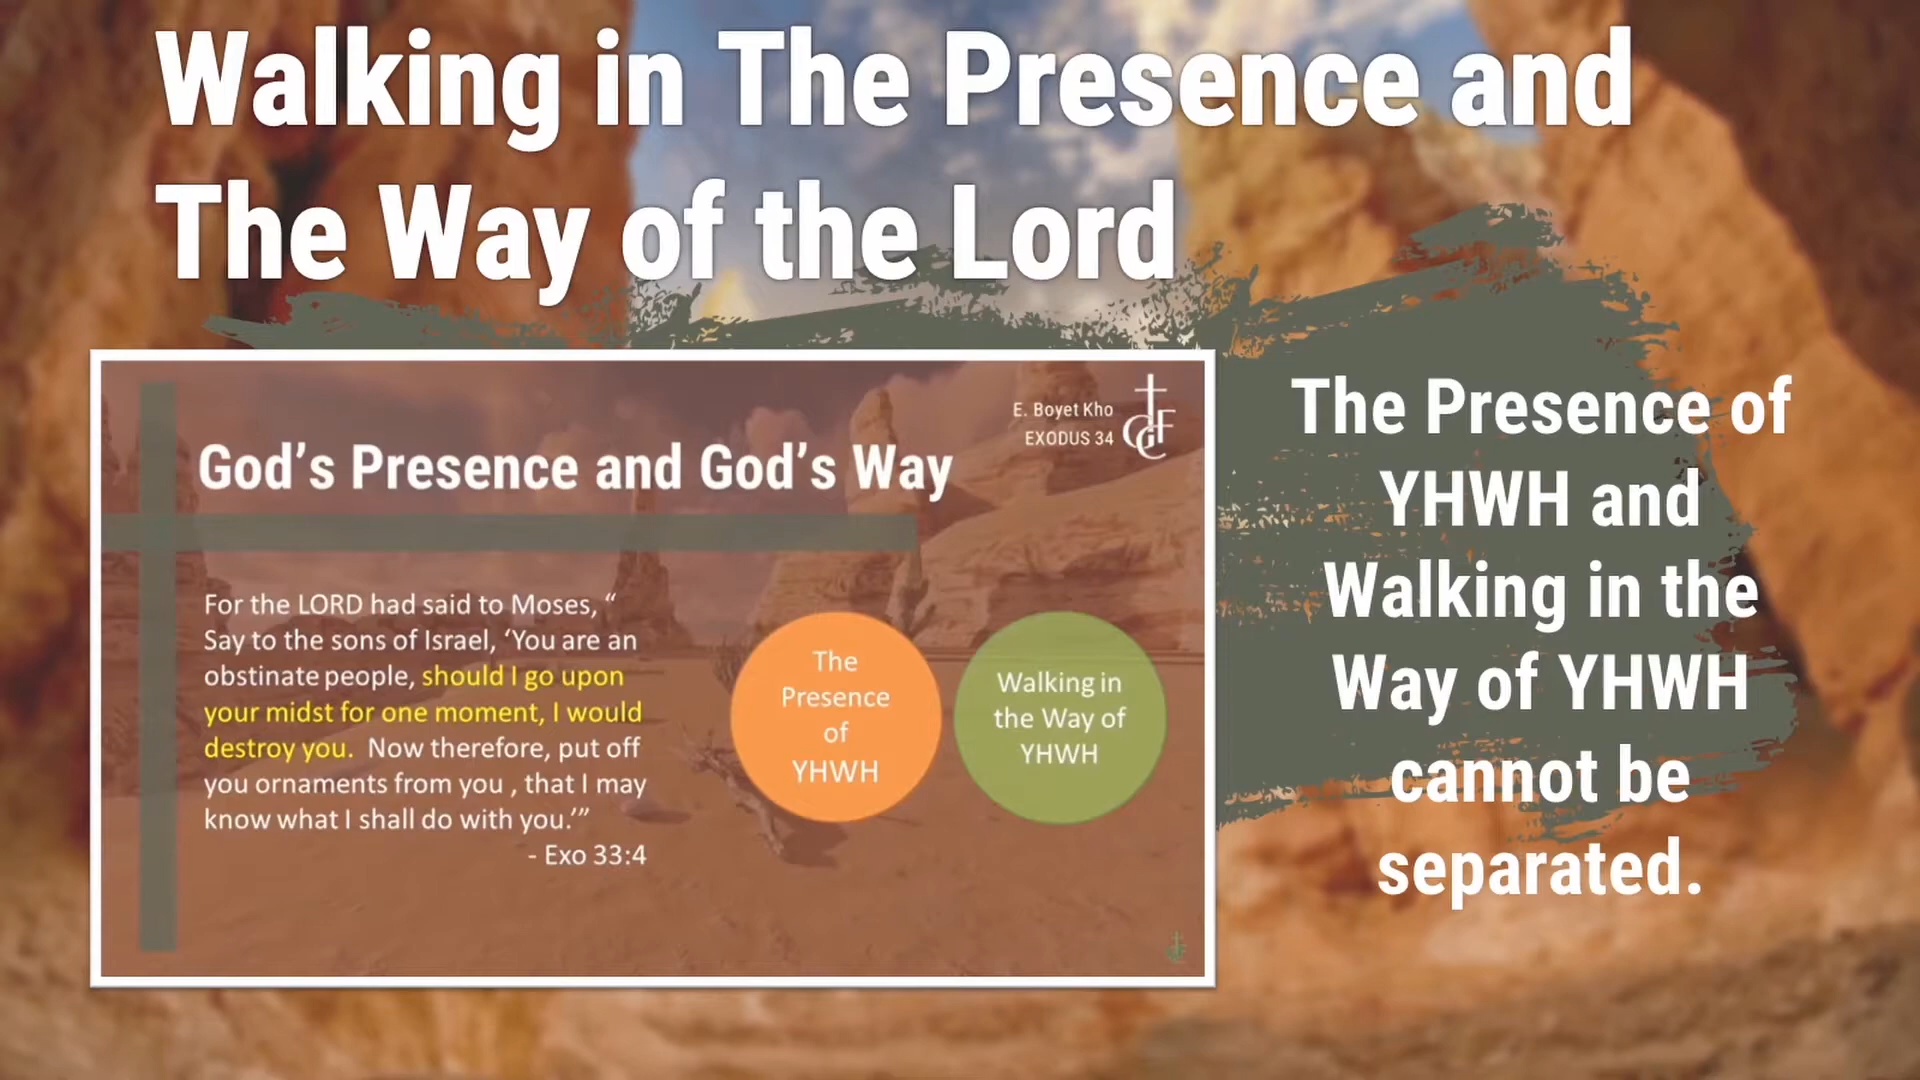 Walking in The Presence and
The Way of the Lord
E. Boyet Kho
EXODUS 34
God’s Presence and God’s Way
For the LORD had said to Moses, “
Say to the sons of Israel, ‘You are an
obstinate people, should I go upon
your midst for one moment, I would
destroy you.  Now therefore, put off
you ornaments from you , that I may
know what I shall do with you.’”
- Exo 33:4
The
Presence
of
YHWH
Walking in
the Way of
YHWH
The Presence of
YHWH and
Walking in the
Way of YHWH
cannot be
separated.